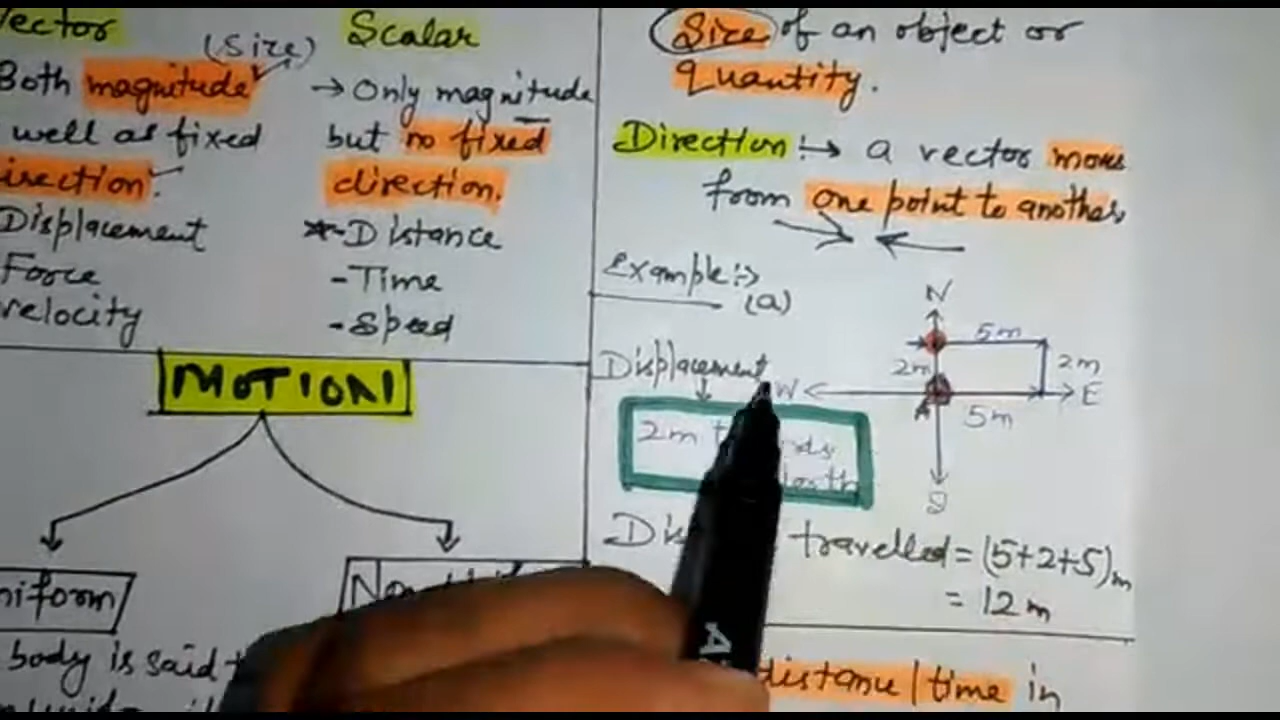 Vector
Scalar
(Size)
Both magnitude
→ Only magnitude
well as fixed
but no fixed
direction.
direction.
Displacement
*-Distance
Force
-Time
velocity
-Speed
MOTION
niform
body is said
Size of an object or
Quantity.
Direction :→ a vector moves
from one point to another,
Example :→
(a)
N
5m
2m
2m
W
E
A
5m
S
Displacement
2m
travelled = (5+2+5)m
= 12m
distance / time in